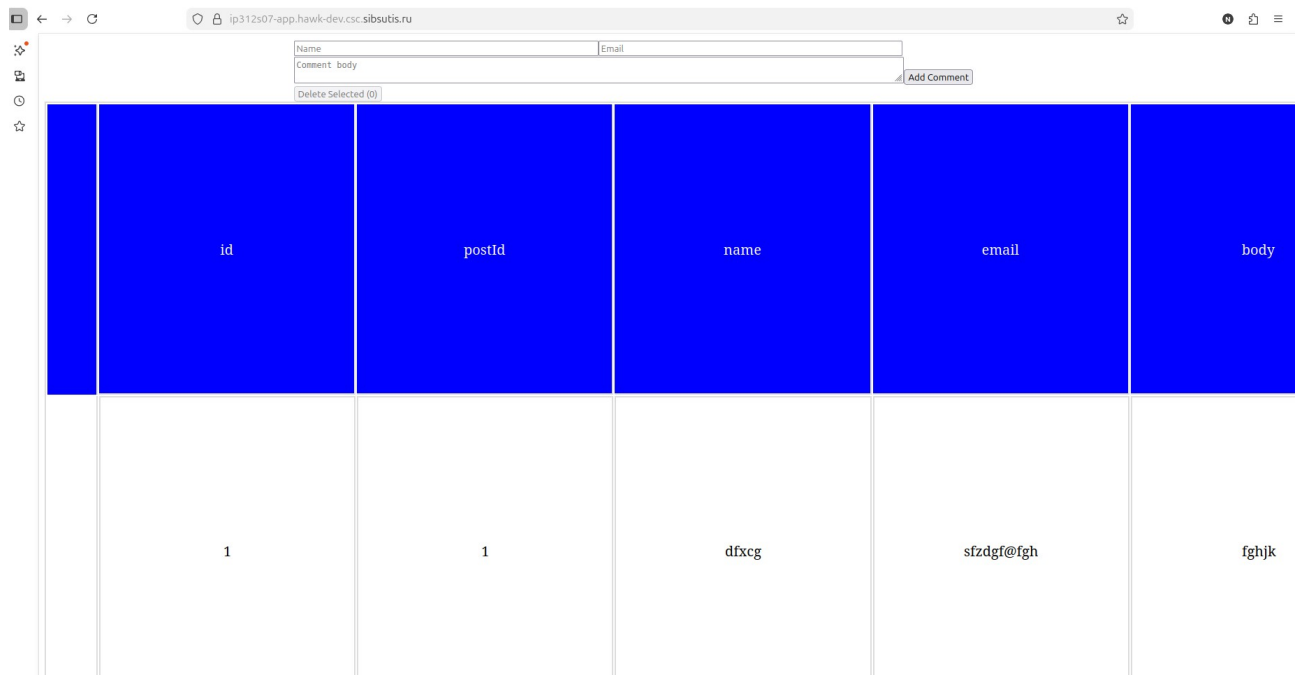 ip312s07-app.hawk-dev.csc.sibsutis.ru
N
Name Email
Comment body
Add Comment
Delete Selected (0)
id postId name email body
1 1 dfxcg sfzdgf@fgh fghjk